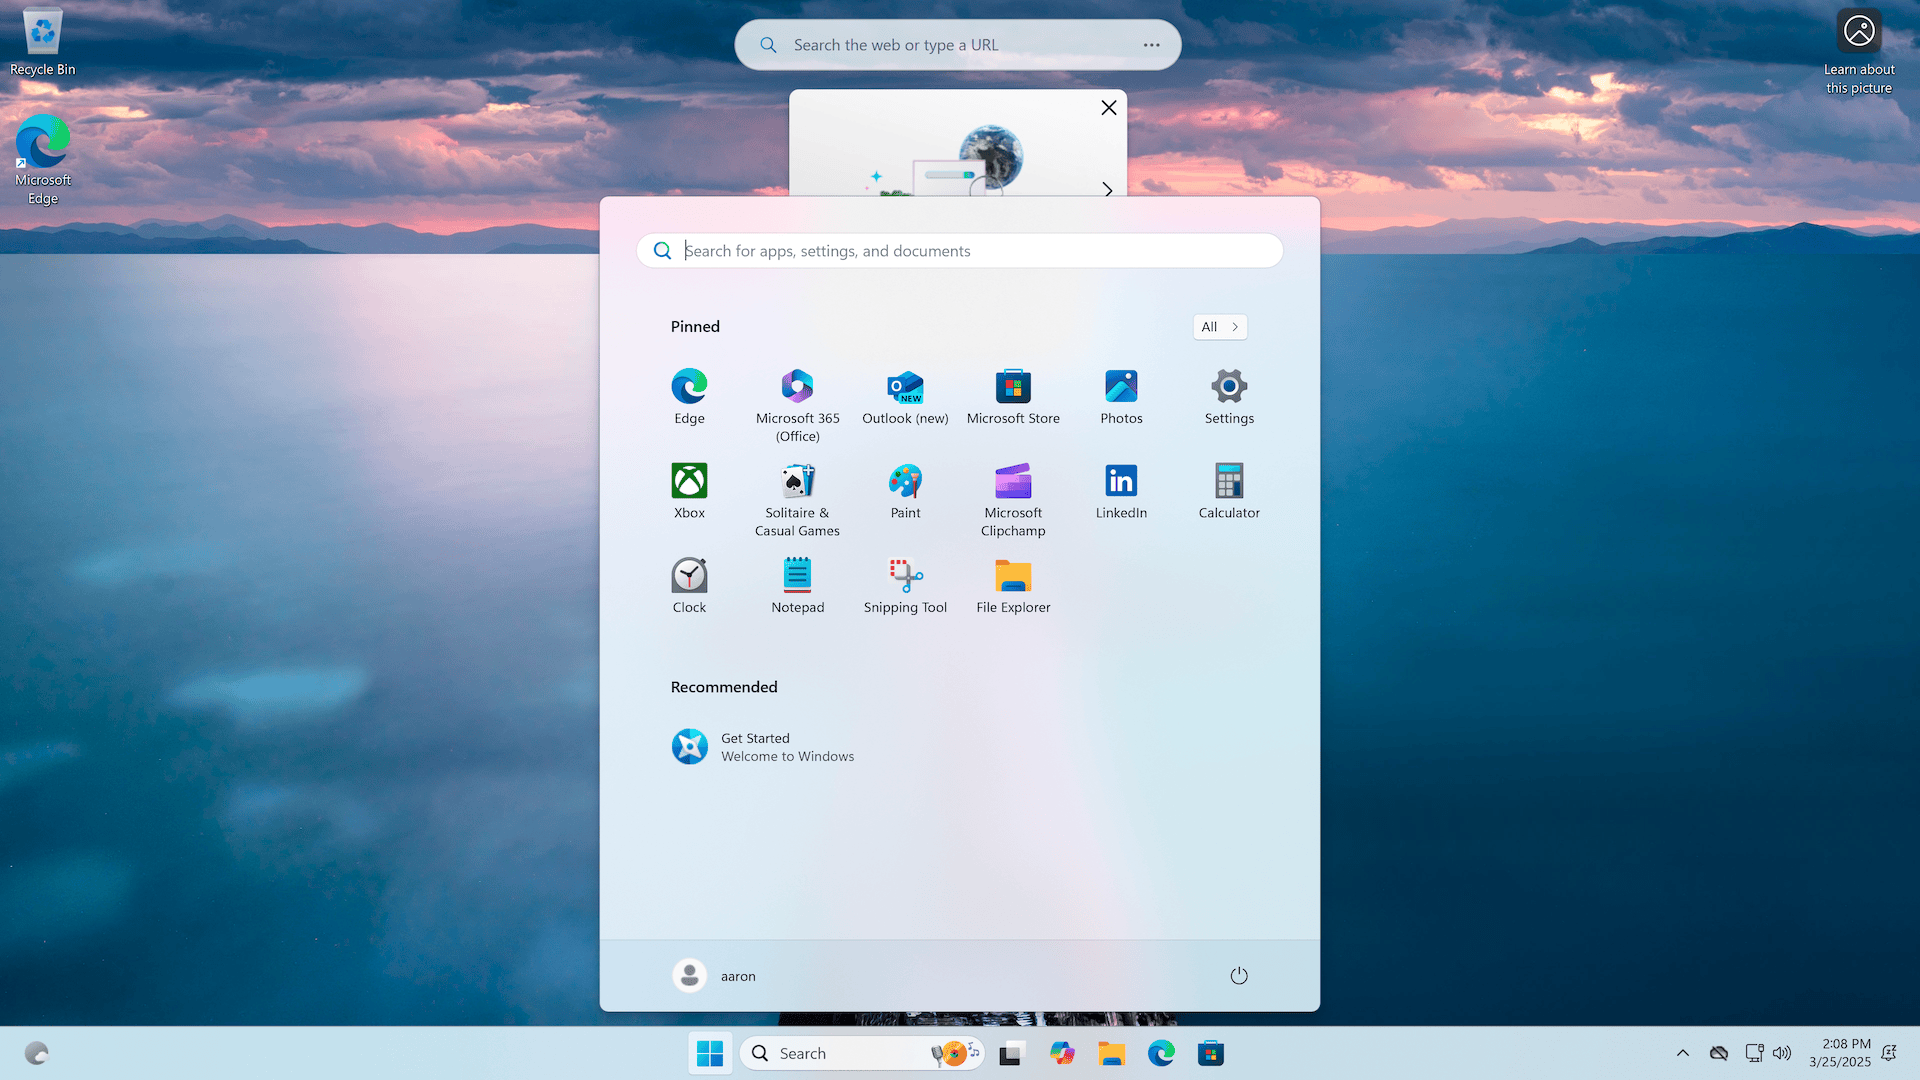 Recycle Bin
Microsoft
Edge
Search the web or type a URL
Learn about
this picture
Search for apps, settings, and documents
Pinned
All
Edge
Microsoft 365
(Office)
NEW
Outlook (new)
Microsoft Store
Photos
Settings
Xbox
Solitaire &
Casual Games
Paint
Microsoft
Clipchamp
in
LinkedIn
Calculator
Clock
Notepad
Snipping Tool
File Explorer
Recommended
Get Started
Welcome to Windows
aaron
Search
2:08 PM
3/25/2025